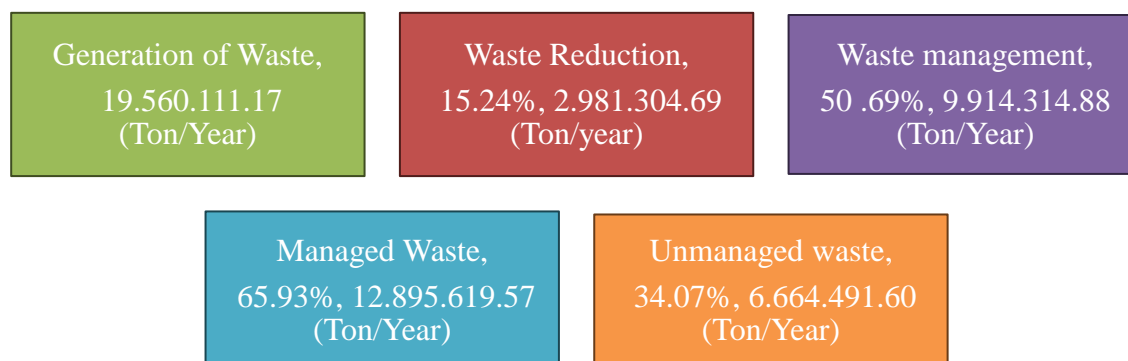 Generation of Waste,
19.560.111.17
(Ton/Year)
Waste Reduction,
15.24%, 2.981.304.69
(Ton/year)
Waste management,
50 .69%, 9.914.314.88
(Ton/Year)
Managed Waste,
65.93%, 12.895.619.57
(Ton/Year)
Unmanaged waste,
34.07%, 6.664.491.60
(Ton/Year)